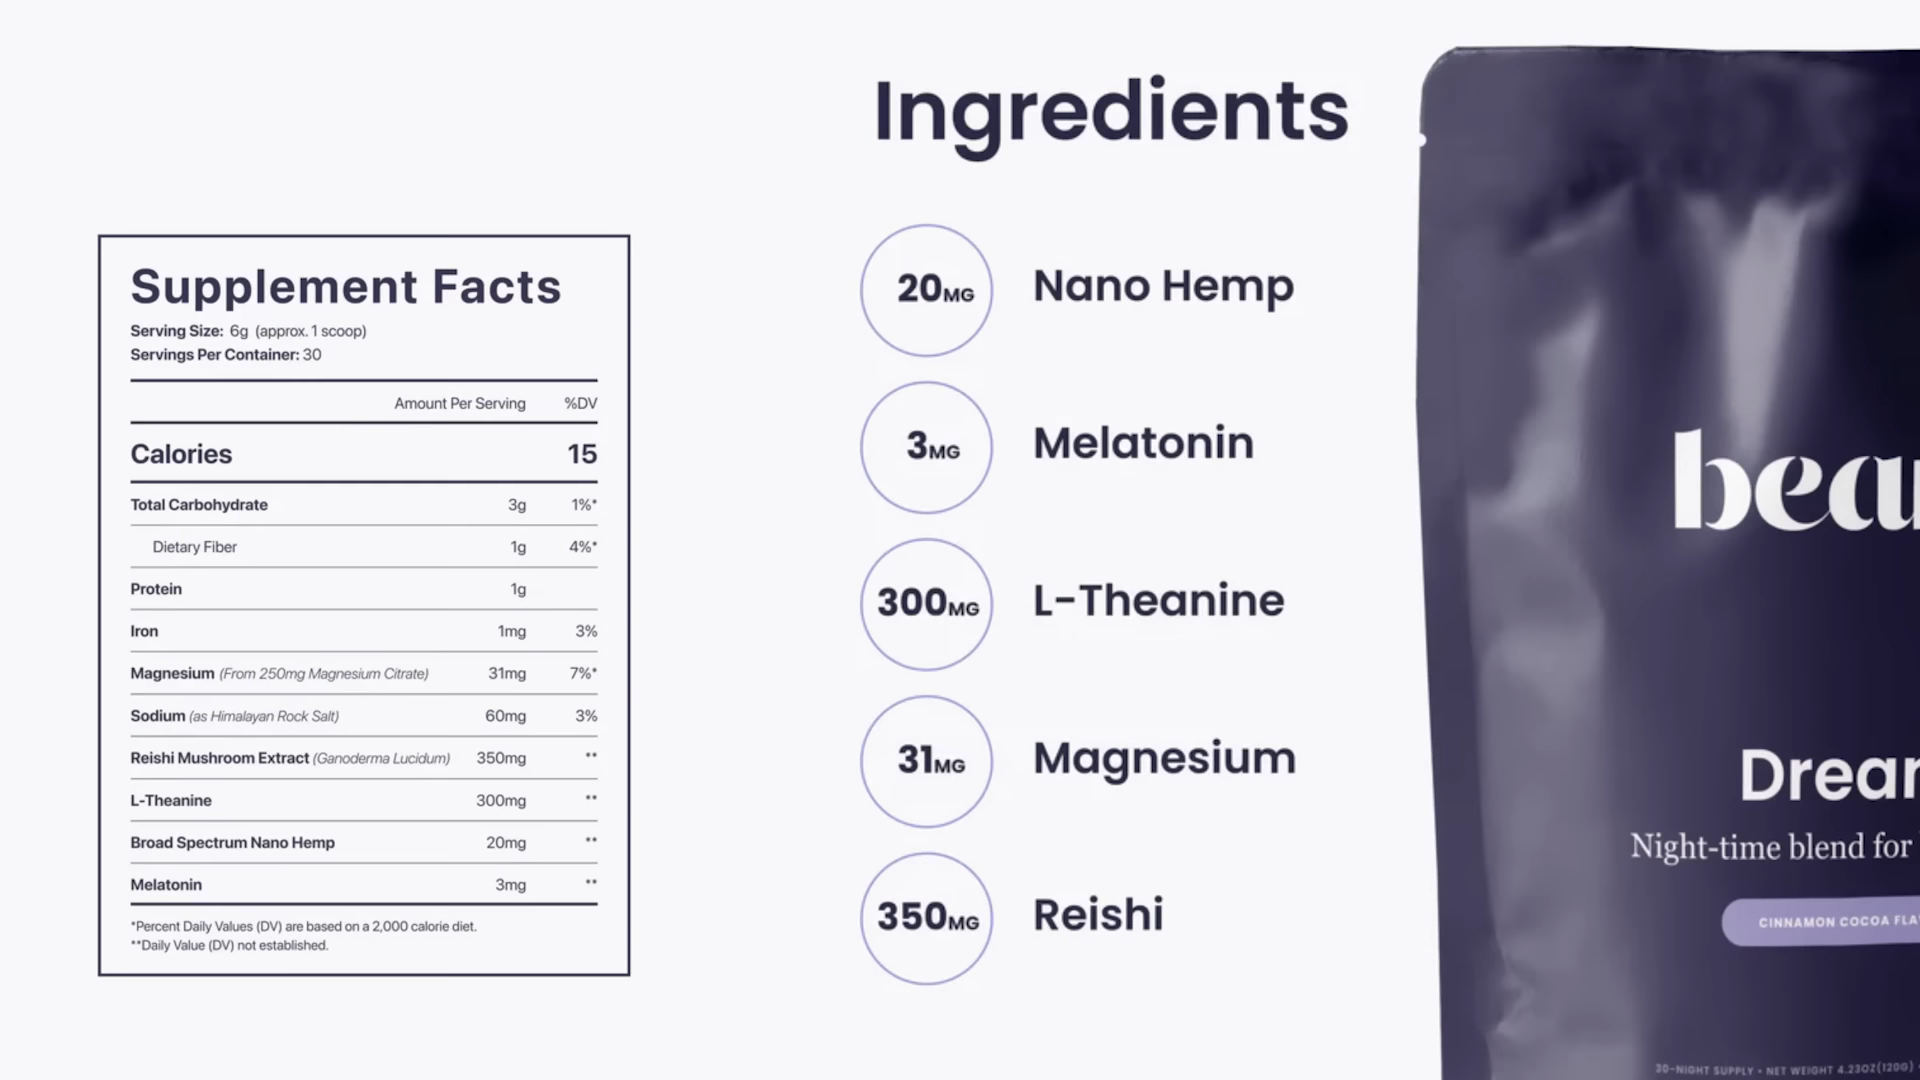 Ingredients
Supplement Facts
Serving Size: 6g (approx. 1 scoop)
Servings Per Container: 30
Amount Per Serving %DV
Calories 15
Total Carbohydrate 3g 1%*
Dietary Fiber 1g 4%*
Protein 1g
Iron 1mg 3%
Magnesium (From 250mg Magnesium Citrate) 31mg 7%*
Sodium (as Himalayan Rock Salt) 60mg 3%
Reishi Mushroom Extract (Ganoderma Lucidum) 350mg **
L-Theanine 300mg **
Broad Spectrum Nano Hemp 20mg **
Melatonin 3mg **
*Percent Daily Values (DV) are based on a 2,000 calorie diet.
**Daily Value (DV) not established.
20MG Nano Hemp
3MG Melatonin
300MG L-Theanine
31MG Magnesium
350MG Reishi
Night-time blend for
CINNAMON COCOA
30-NIGHT SUPPLY • NET WEIGHT 4.23OZ(120G)